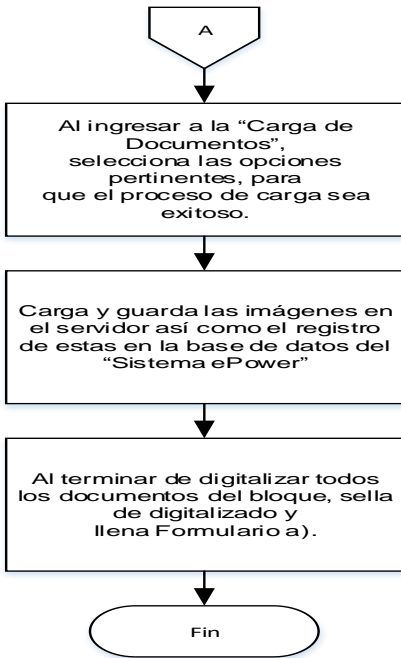 A
Al ingresar a la “Carga de
Documentos”,
selecciona las opciones
pertinentes, para
que el proceso de carga sea
exitoso.
Carga y guarda las imágenes en
el servidor así como el registro
de estas en la base de datos del
“Sistema ePower”
Al terminar de digitalizar todos
los documentos del bloque, sella
de digitalizado y
llena Formulario a).
Fin